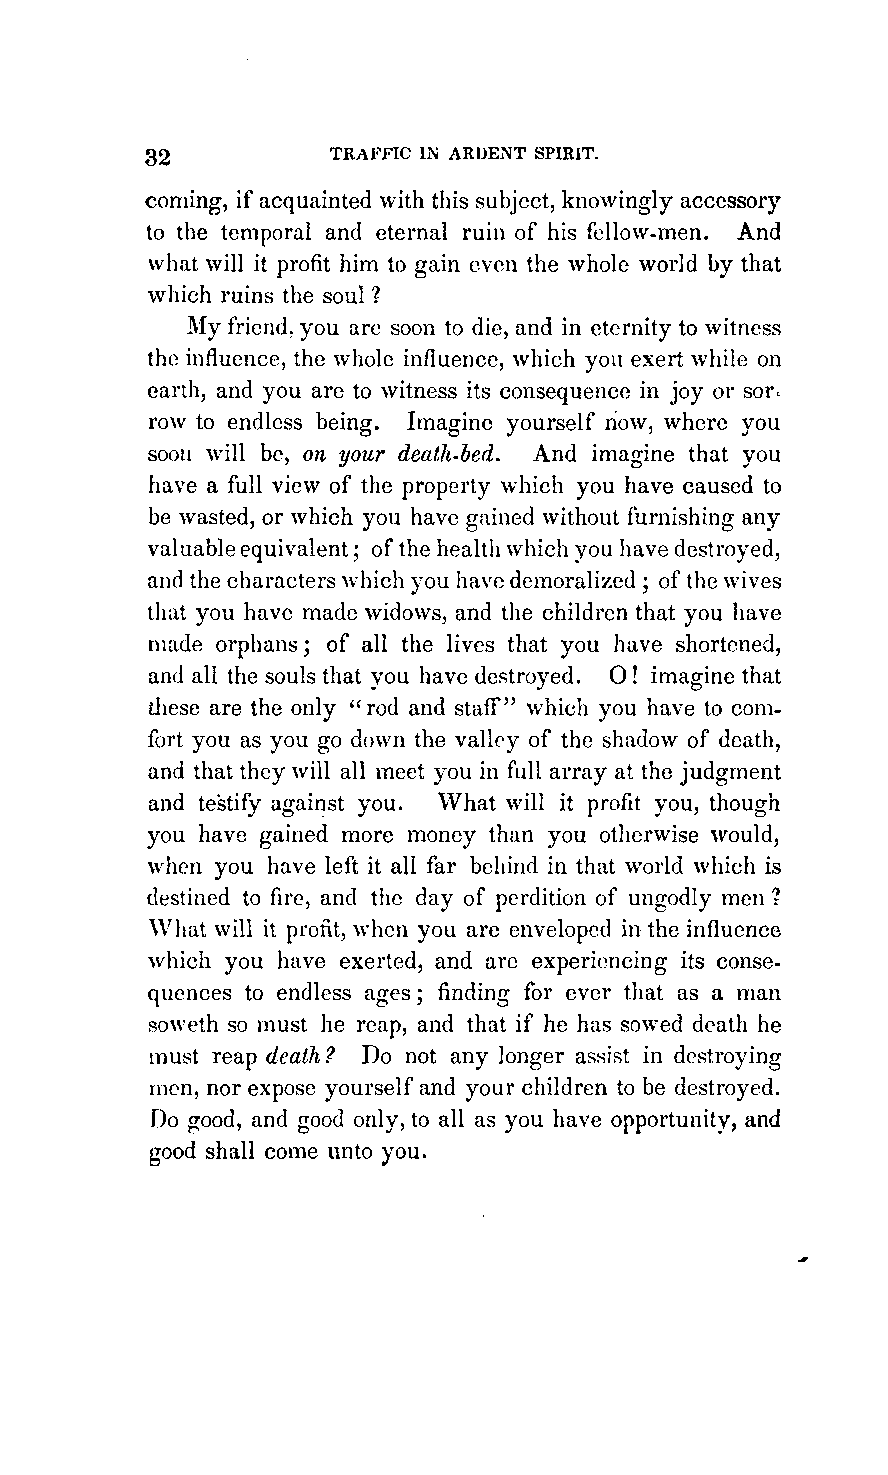 32 TRAFFIC IN ARDENT SPIRIT.
coming, if acquainted with this subject, knowingly accessory
to the temporal and eternal ruin of his fellow-men. And
what will it profit him to gain even the whole world by that
which ruins the soul?
My friend, you are soon to die, and in eternity to witness
the influence, the whole influence, which you exert while on
earth, and you are to witness its consequence in joy or sor-
row to endless being. Imagine yourself now, where you
soon will be, on your death-bed. And imagine that you
have a full view of the property which you have caused to
be wasted, or which you have gained without furnishing any
valuable equivalent; of the health which you have destroyed,
and the characters which you have demoralized; of the wives
that you have made widows, and the children that you have
made orphans; of all the lives that you have shortened,
and all the souls that you have destroyed. O! imagine that
these are the only "rod and staff" which you have to com-
fort you as you go down the valley of the shadow of death,
and that they will all meet you in full array at the judgment
and testify against you. What will it profit you, though
you have gained more money than you otherwise would,
when you have left it all far behind in that world which is
destined to fire, and the day of perdition of ungodly men?
What will it profit, when you are enveloped in the influence
which you have exerted, and are experiencing its conse-
quences to endless ages; finding for ever that as a man
soweth so must he reap, and that if he has sowed death he
must reap death? Do not any longer assist in destroying
men, nor expose yourself and your children to be destroyed.
Do good, and good only, to all as you have opportunity, and
good shall come unto you.